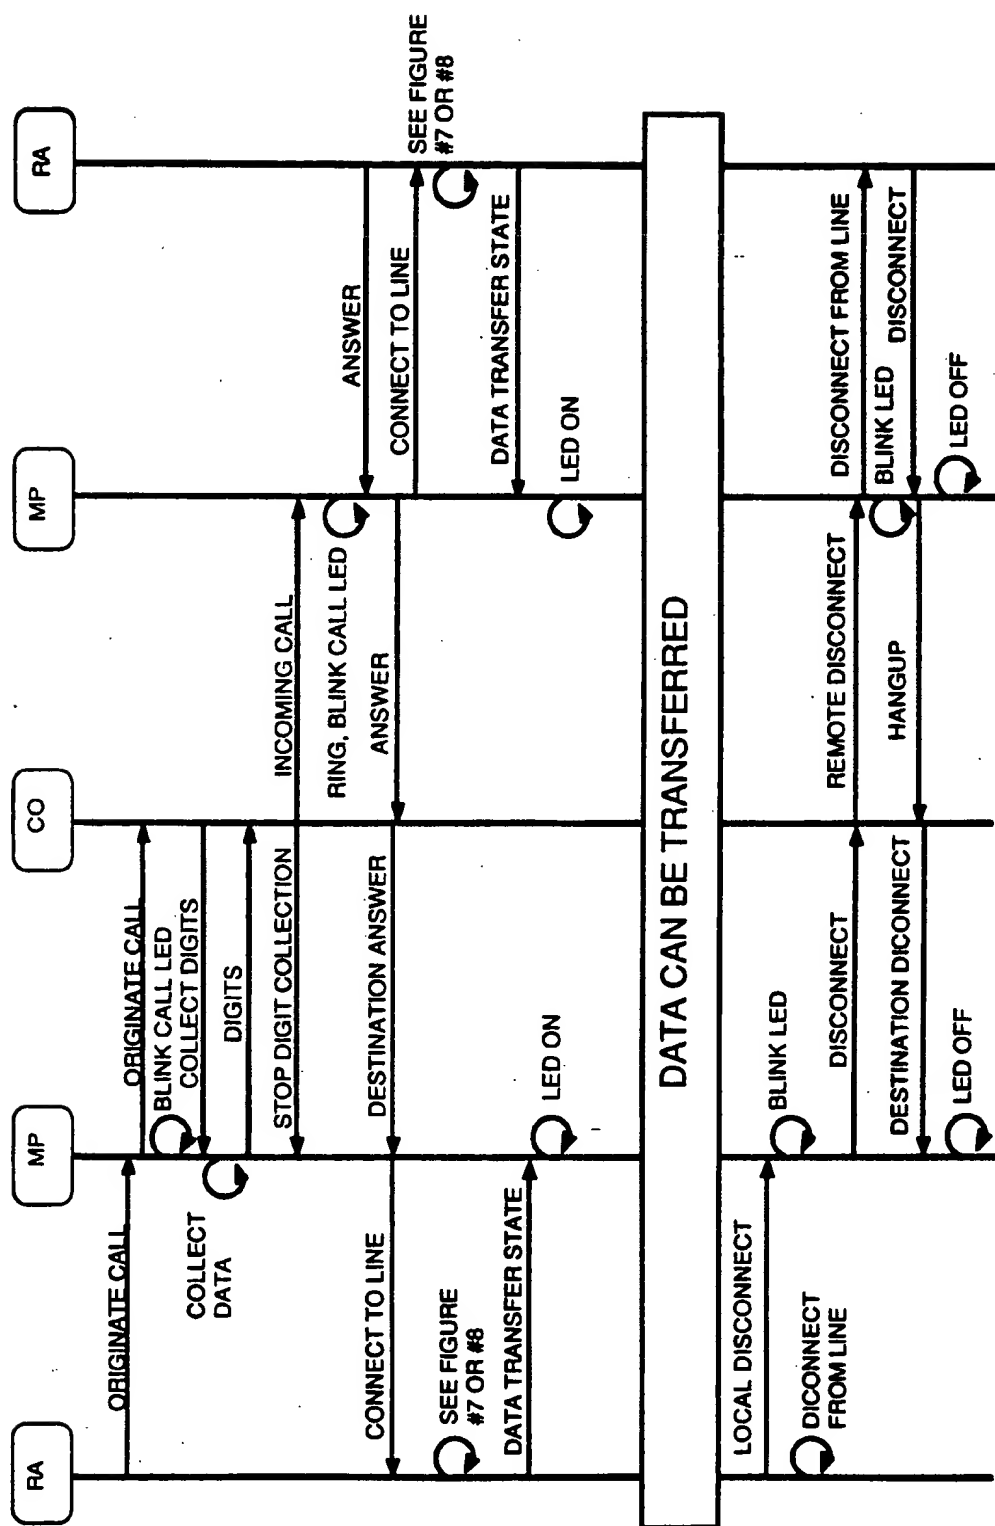 RA
MP
CO
MP
RA
ORIGINATE CALL
ORIGINATE CALL
BLINK CALL LED
COLLECT DIGITS
COLLECT
DATA
DIGITS
STOP DIGIT COLLECTION
INCOMING CALL
RING, BLINK CALL LED
ANSWER
ANSWER
DESTINATION ANSWER
CONNECT TO LINE
CONNECT TO LINE
SEE FIGURE
#7 OR #8
SEE FIGURE
#7 OR #8
DATA TRANSFER STATE
DATA TRANSFER STATE
LED ON
LED ON
DATA CAN BE TRANSFERRED
LOCAL DISCONNECT
BLINK LED
DICONNECT
FROM LINE
DISCONNECT
REMOTE DISCONNECT
DISCONNECT FROM LINE
BLINK LED
DISCONNECT
HANGUP
DESTINATION DICONNECT
LED OFF
LED OFF